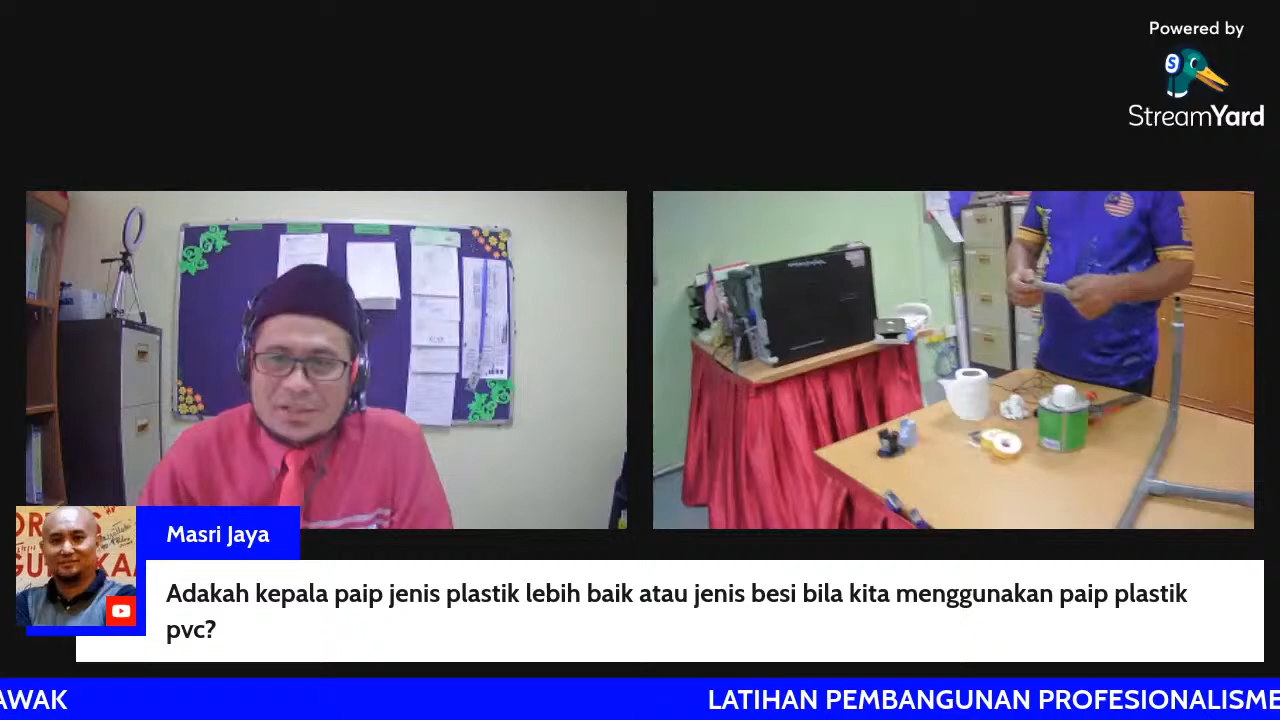 Powered by
StreamYard
Masri Jaya
Adakah kepala paip jenis plastik lebih baik atau jenis besi bila kita menggunakan paip plastik
pvc?
AWAK
LATIHAN PEMBANGUNAN PROFESIONALISME